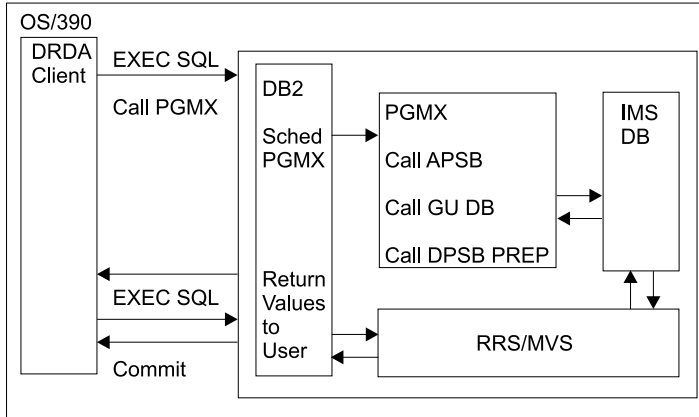 OS/390
DRDA
Client
EXEC SQL
Call PGMX
EXEC SQL
Commit
DB2
Sched
PGMX
Return
Values
to
User
PGMX
Call APSB
Call GU DB
Call DPSB PREP
IMS
DB
RRS/MVS